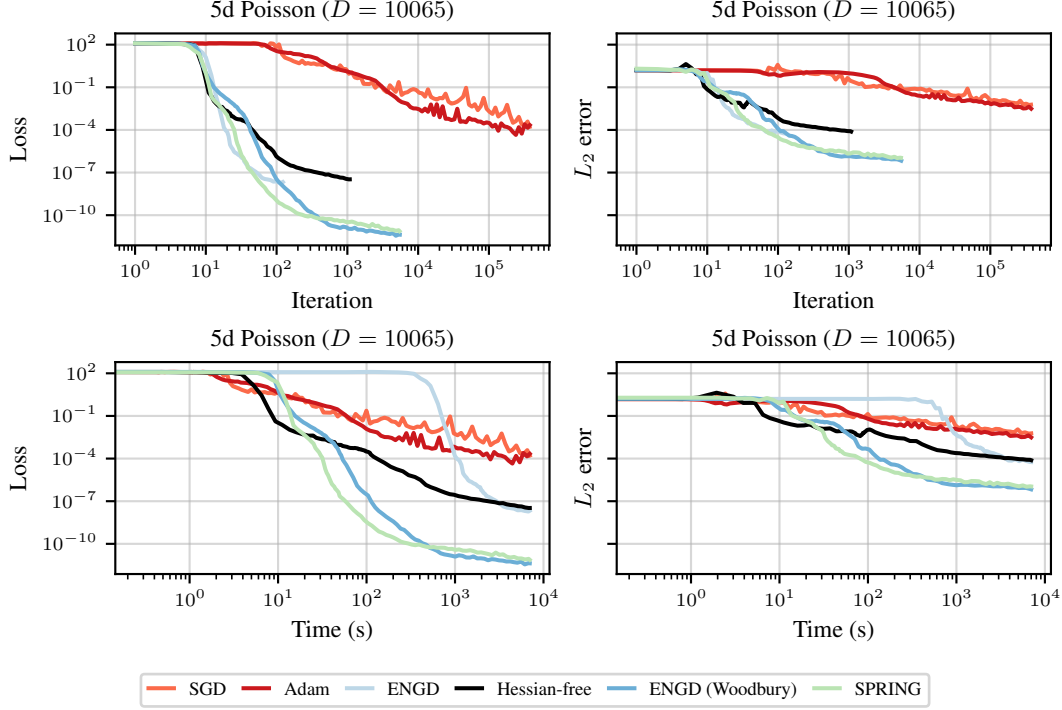 5d Poisson (D = 10065)
5d Poisson (D = 10065)
Loss
10^2
10^-1
10^-4
10^-7
10^-10
10^0 10^1 10^2 10^3 10^4 10^5
Iteration
L_2 error
10^0 10^1 10^2 10^3 10^4 10^5
Iteration
5d Poisson (D = 10065)
5d Poisson (D = 10065)
Loss
10^2
10^-1
10^-4
10^-7
10^-10
10^0 10^1 10^2 10^3 10^4
Time (s)
L_2 error
10^0 10^1 10^2 10^3 10^4
Time (s)
SGD Adam ENGD Hessian-free ENGD (Woodbury) SPRING